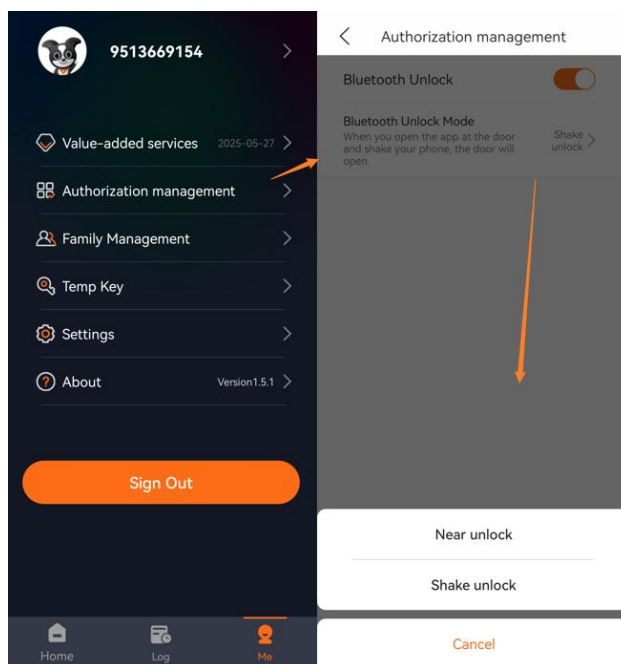 9513669154
Value-added services 2025-05-27
Authorization management
Family Management
Temp Key
Settings
About Version1.5.1
Sign Out
Home Log Me
Authorization management
Bluetooth Unlock
Bluetooth Unlock Mode
When you open the app at the door
and shake your phone, the door will
open.
Shake
unlock
Near unlock
Shake unlock
Cancel